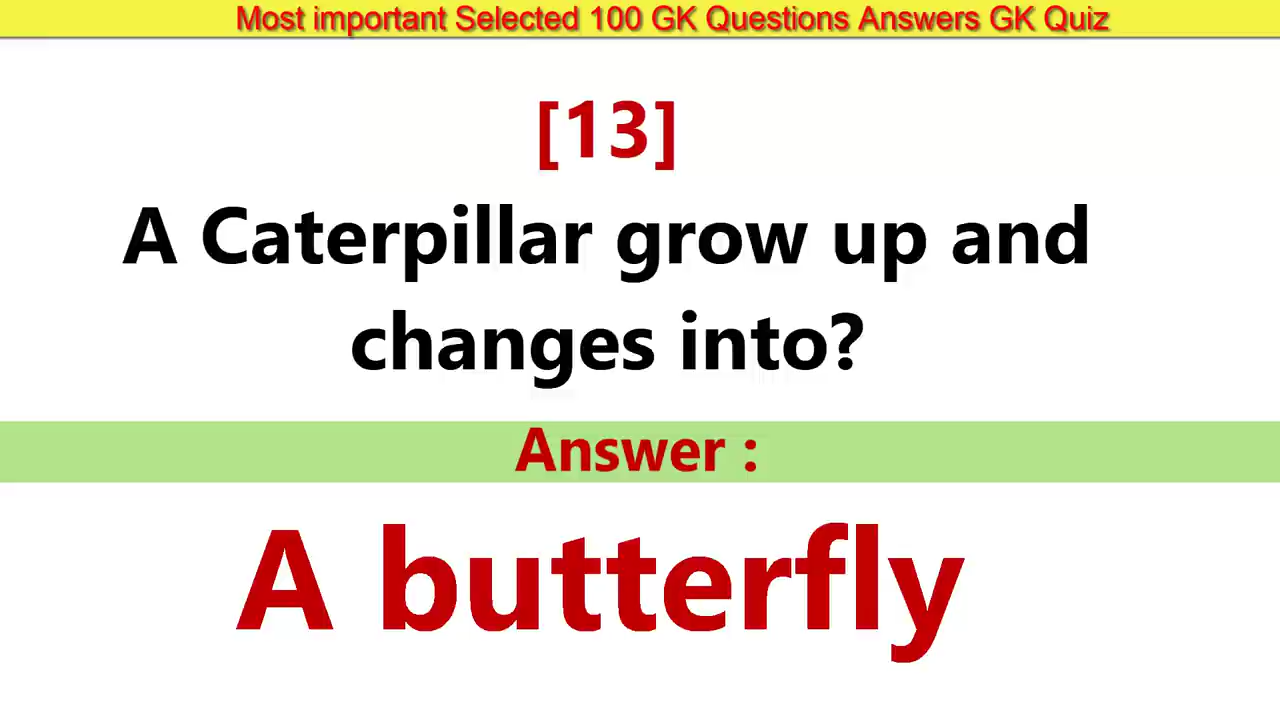 Most important Selected 100 GK Questions Answers GK Quiz
[13]
A Caterpillar grow up and
changes into?
Answer :
A butterfly